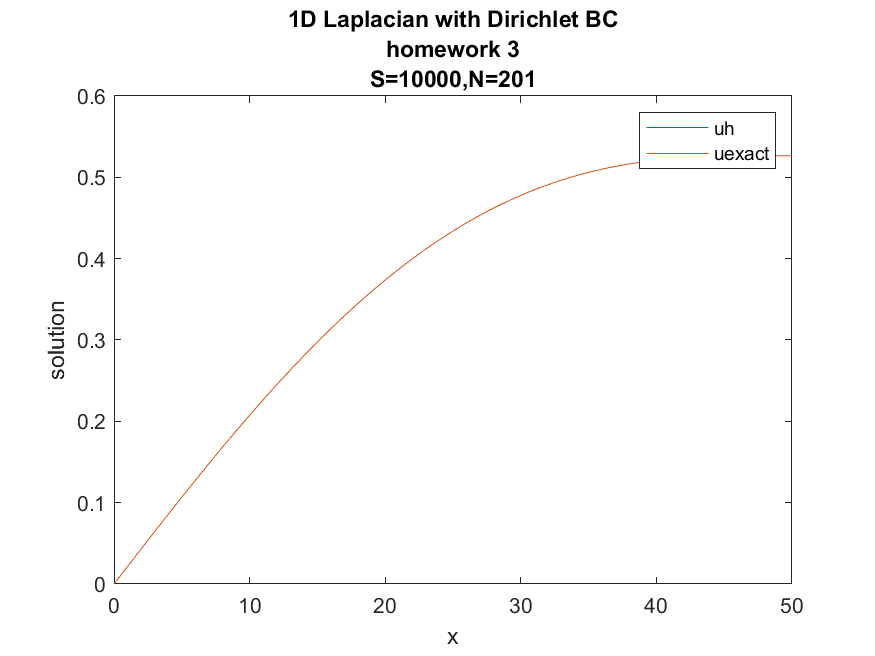 1D Laplacian with Dirichlet BC
homework 3
S=10000,N=201
0.6
0.5
0.4
0.3
0.2
0.1
0
solution
uh
uexact
0
10
20
30
40
50
x